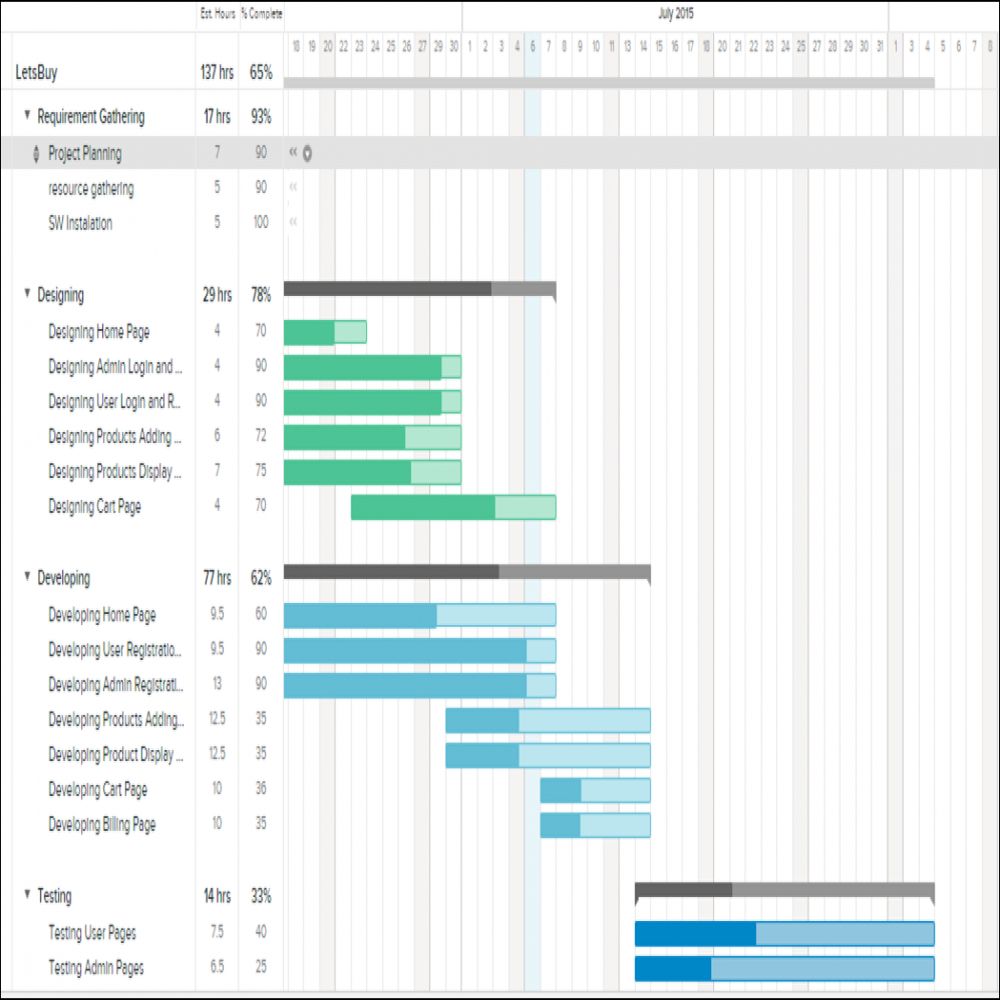 Est. Hours % Complete July 2015
18 19 20 22 23 24 25 26 27 29 30 1 2 3 4 6 7 8 9 10 11 13 14 15 16 17 18 20 21 22 23 24 25 27 28 29 30 31 1 3 4 5 6 7 8
LetsBuy 137 hrs 65%
Requirement Gathering 17 hrs 93%
Project Planning 7 90
resource gathering 5 90
SW Instalation 5 100
Designing 29 hrs 78%
Designing Home Page 4 70
Designing Admin Login and ... 4 90
Designing User Login and R... 4 90
Designing Products Adding ... 6 72
Designing Products Display ... 7 75
Designing Cart Page 4 70
Developing 77 hrs 62%
Developing Home Page 9.5 60
Developing User Registratio... 9.5 90
Developing Admin Registrati... 13 90
Developing Products Adding... 12.5 35
Developing Product Display ... 12.5 35
Developing Cart Page 10 36
Developing Billing Page 10 35
Testing 14 hrs 33%
Testing User Pages 7.5 40
Testing Admin Pages 6.5 25